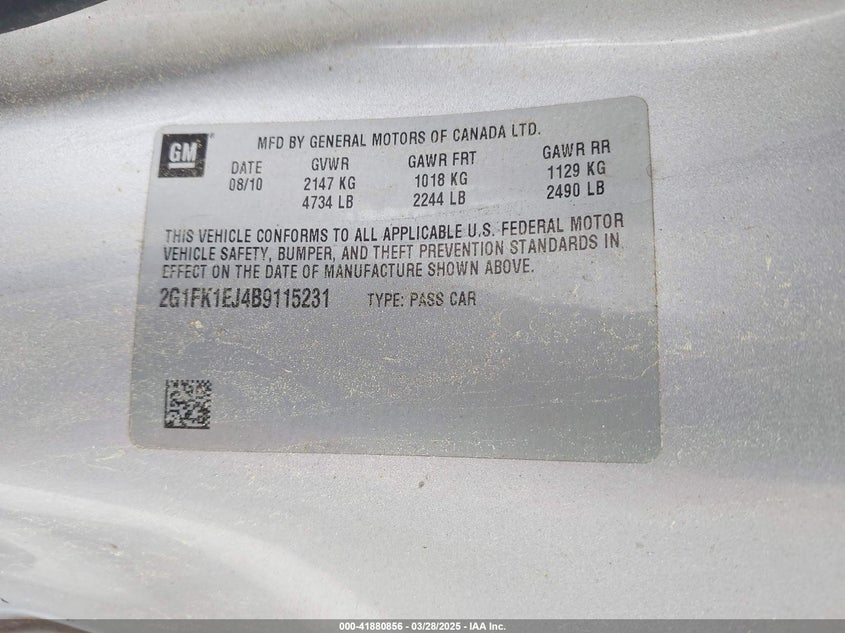 GM
MFD BY GENERAL MOTORS OF CANADA LTD.
DATE GVWR GAWR FRT GAWR RR
08/10 2147 KG 1018 KG 1129 KG
4734 LB 2244 LB 2490 LB
THIS VEHICLE CONFORMS TO ALL APPLICABLE U.S. FEDERAL MOTOR
VEHICLE SAFETY, BUMPER, AND THEFT PREVENTION STANDARDS IN
EFFECT ON THE DATE OF MANUFACTURE SHOWN ABOVE.
2G1FK1EJ4B9115231 TYPE: PASS CAR
000-41880856 - 03/28/2025 - IAA Inc.